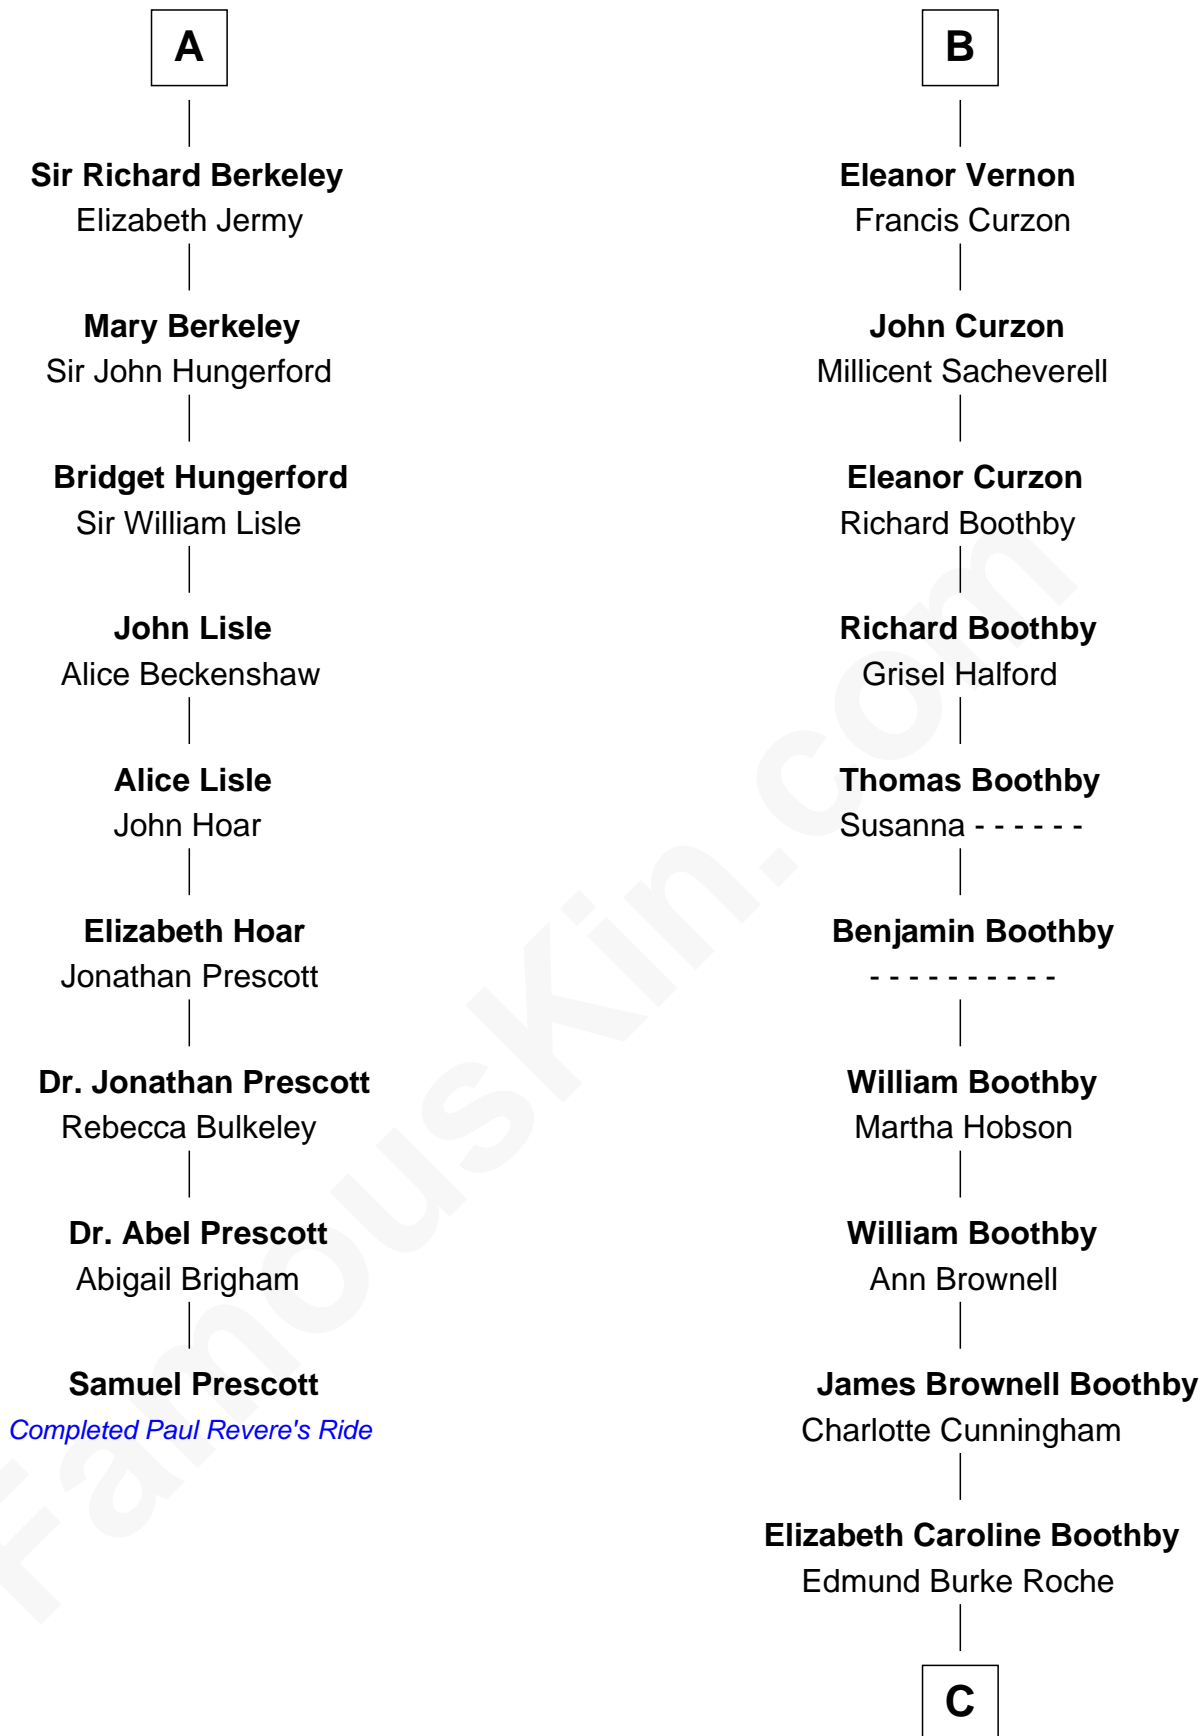 A
Sir Richard Berkeley
Elizabeth Jermy
Mary Berkeley
Sir John Hungerford
Bridget Hungerford
Sir William Lisle
John Lisle
Alice Beckenshaw
Alice Lisle
John Hoar
Elizabeth Hoar
Jonathan Prescott
Dr. Jonathan Prescott
Rebecca Bulkeley
Dr. Abel Prescott
Abigail Brigham
Samuel Prescott
Completed Paul Revere's Ride
B
Eleanor Vernon
Francis Curzon
John Curzon
Millicent Sacheverell
Eleanor Curzon
Richard Boothby
Richard Boothby
Grisel Halford
Thomas Boothby
Susanna - - - - - -
Benjamin Boothby
- - - - - - - - - -
William Boothby
Martha Hobson
William Boothby
Ann Brownell
James Brownell Boothby
Charlotte Cunningham
Elizabeth Caroline Boothby
Edmund Burke Roche
C
FamousKin.com